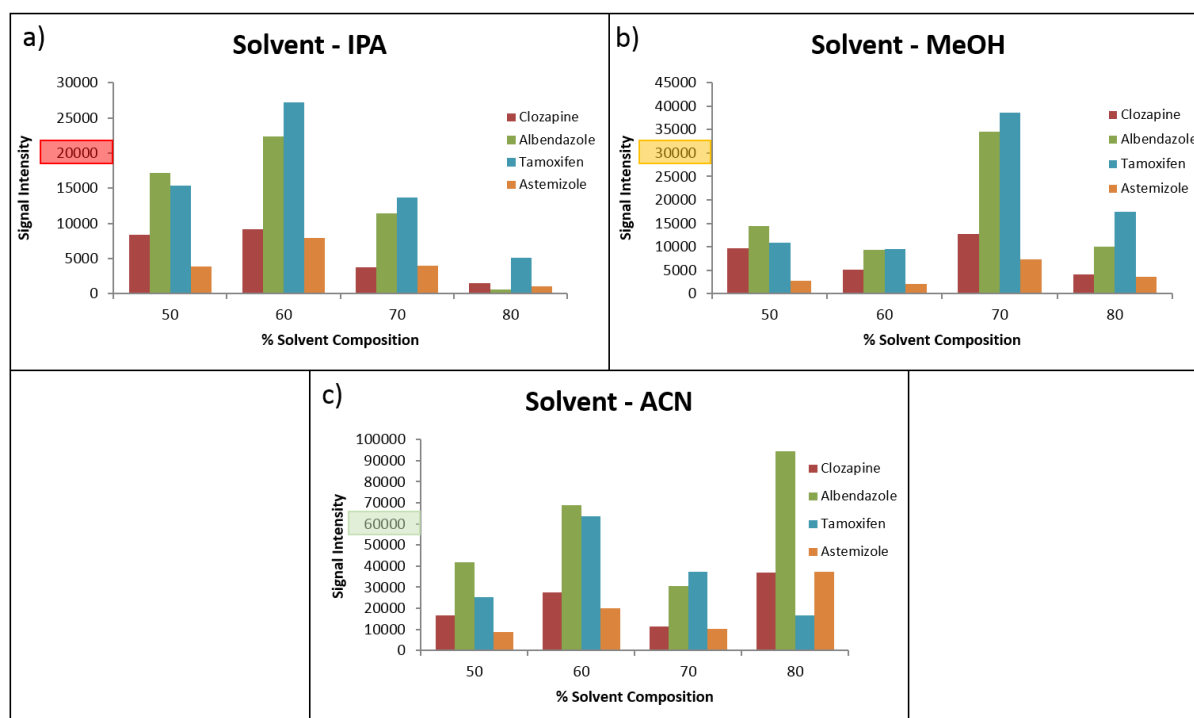 a)
Solvent - IPA
Signal Intensity
30000
25000
20000
15000
10000
5000
0
50 60 70 80
% Solvent Composition
Clozapine
Albendazole
Tamoxifen
Astemizole
b)
Solvent - MeOH
Signal Intensity
45000
40000
35000
30000
25000
20000
15000
10000
5000
0
50 60 70 80
% Solvent Composition
Clozapine
Albendazole
Tamoxifen
Astemizole
c)
Solvent - ACN
Signal Intensity
100000
90000
80000
70000
60000
50000
40000
30000
20000
10000
0
50 60 70 80
% Solvent Composition
Clozapine
Albendazole
Tamoxifen
Astemizole